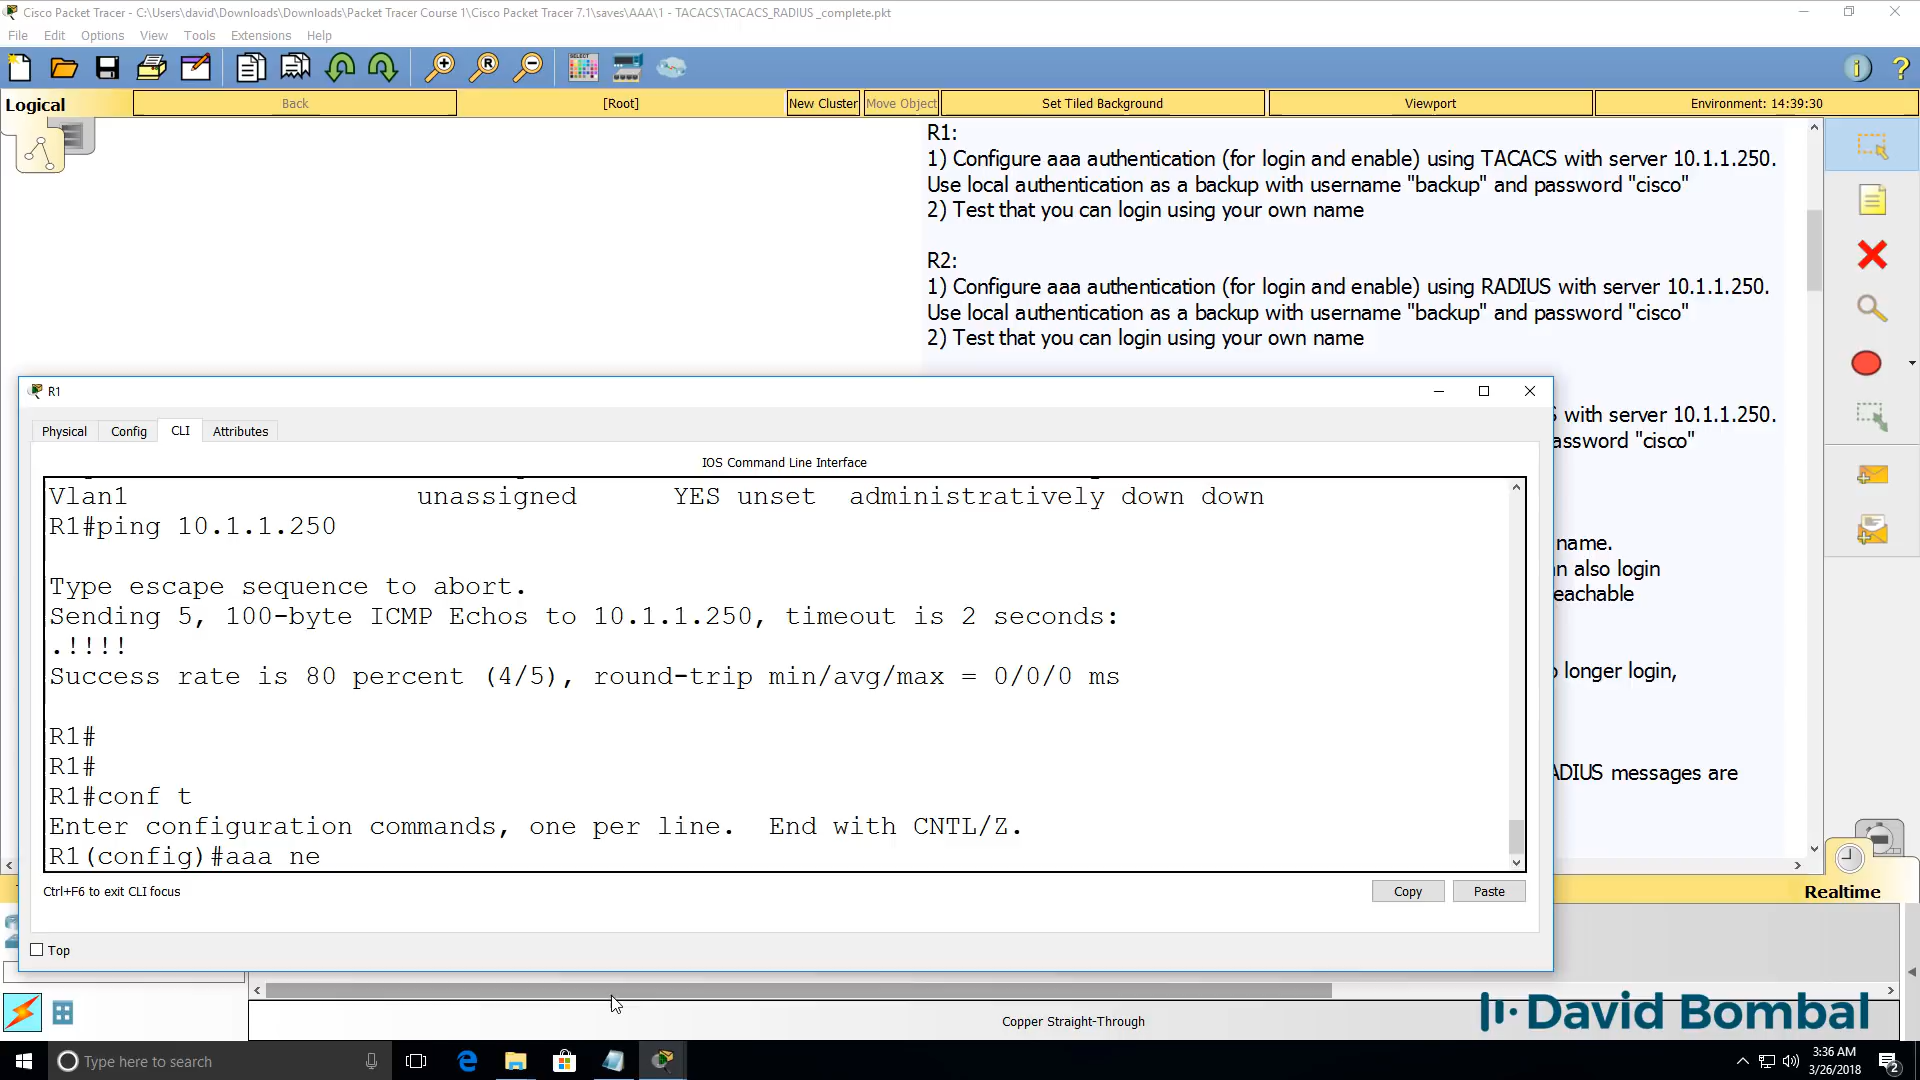 Cisco Packet Tracer - C:\Users\david\Downloads\Downloads\Packet Tracer Course 1\Cisco Packet Tracer 7.1\saves\AAA\1 - TACACS\TACACS_RADIUS _complete.pkt
File Edit Options View Tools Extensions Help
Logical Back [Root] New Cluster Move Object Set Tiled Background Viewport Environment: 14:39:30
R1:
1) Configure aaa authentication (for login and enable) using TACACS with server 10.1.1.250.
Use local authentication as a backup with username "backup" and password "cisco"
2) Test that you can login using your own name
R2:
1) Configure aaa authentication (for login and enable) using RADIUS with server 10.1.1.250.
Use local authentication as a backup with username "backup" and password "cisco"
2) Test that you can login using your own name
with server 10.1.1.250.
assword "cisco"
name.
n also login
eachable
longer login,
ADIUS messages are
R1
Physical Config CLI Attributes
IOS Command Line Interface
Vlan1 unassigned YES unset administratively down down
R1#ping 10.1.1.250
Type escape sequence to abort.
Sending 5, 100-byte ICMP Echos to 10.1.1.250, timeout is 2 seconds:
.!!!!
Success rate is 80 percent (4/5), round-trip min/avg/max = 0/0/0 ms
R1#
R1#
R1#conf t
Enter configuration commands, one per line. End with CNTL/Z.
R1(config)#aaa ne
Ctrl+F6 to exit CLI focus
Copy Paste
Top
Realtime
Copper Straight-Through
David Bombal
Type here to search
3:36 AM
3/26/2018
2